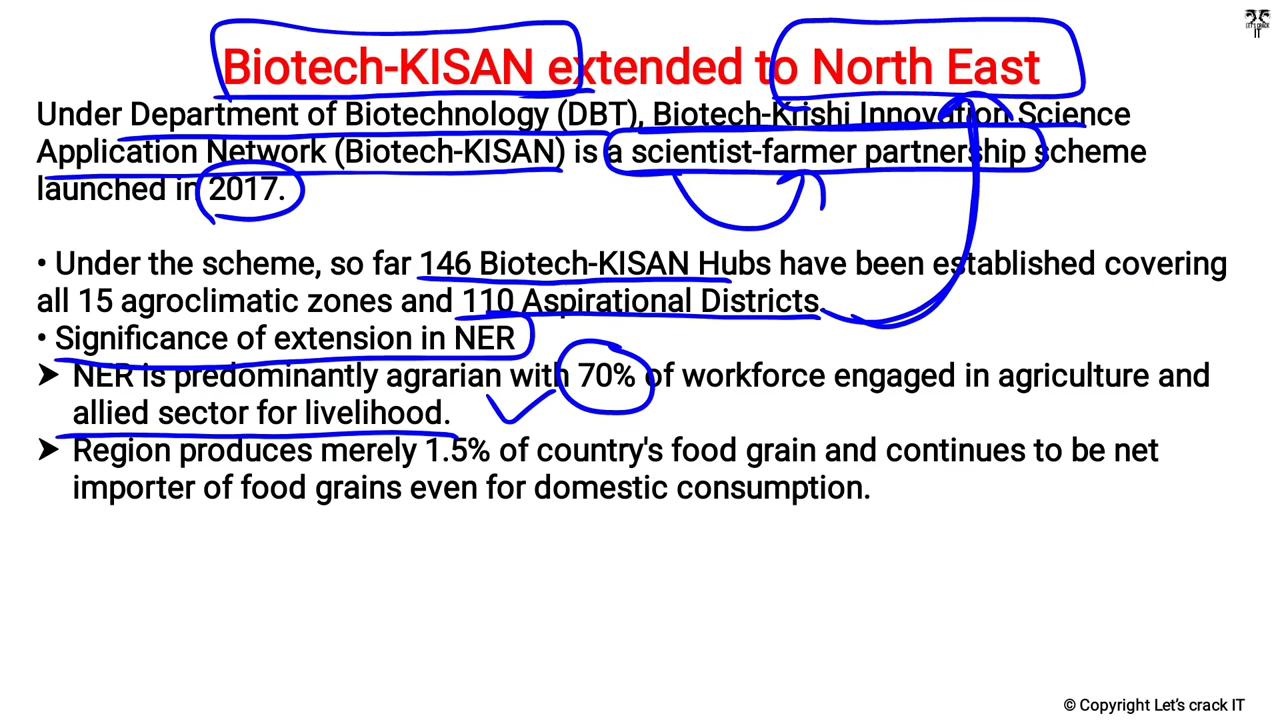 LET'S CRACK
IT
Biotech-KISAN extended to North East
Under Department of Biotechnology (DBT), Biotech-Krishi Innovation Science
Application Network (Biotech-KISAN) is a scientist-farmer partnership scheme
launched in 2017.
• Under the scheme, so far 146 Biotech-KISAN Hubs have been established covering
all 15 agroclimatic zones and 110 Aspirational Districts.
• Significance of extension in NER
➤ NER is predominantly agrarian with 70% of workforce engaged in agriculture and
allied sector for livelihood.
➤ Region produces merely 1.5% of country's food grain and continues to be net
importer of food grains even for domestic consumption.
© Copyright Let's crack IT